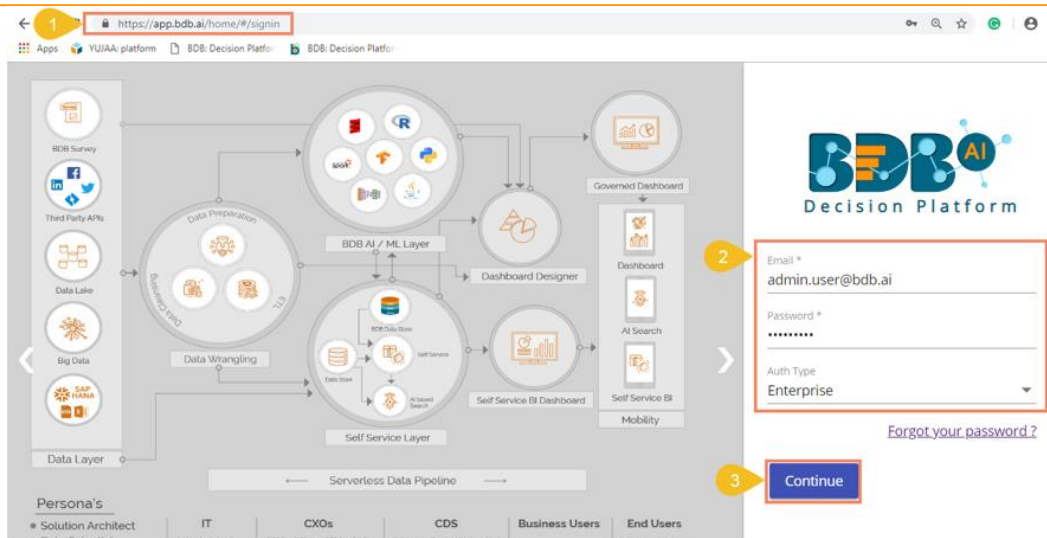 1
https://app.bdb.ai/home/#/signin
Apps
YUJAA: platform
BDB: Decision Platfor
BDB: Decision Platfor
BDB Survey
Third Party APIs
Data Lake
Big Data
SAP HANA
Data Layer
Data Preparation
Data Cleansing
ETL
Data Wrangling
R
BDB AI / ML Layer
BDB Data Store
Data Store
Self Service
AI based
Search
Self Service Layer
Dashboard Designer
Self Service BI Dashboard
Governed Dashboard
Dashboard
AI Search
Self Service BI
Mobility
Serverless Data Pipeline
Persona's
Solution Architect
IT
CXOs
CDS
Business Users
End Users
BDB AI
Decision Platform
2
Email *
admin.user@bdb.ai
Password *
•••••••••
Auth Type
Enterprise
Forgot your password ?
3
Continue